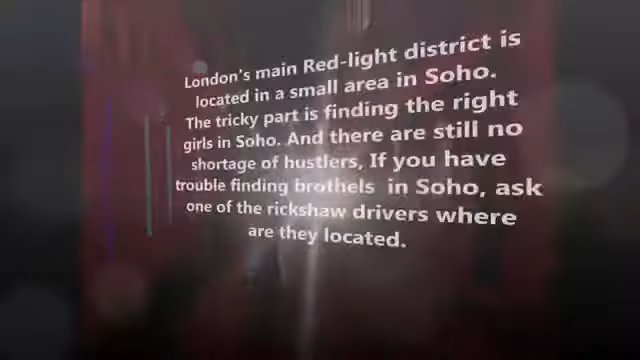 London's main Red-light district is
located in a small area in Soho.
The tricky part is finding the right
girls in Soho. And there are still no
shortage of hustlers, If you have
trouble finding brothels in Soho, ask
one of the rickshaw drivers where
are they located.